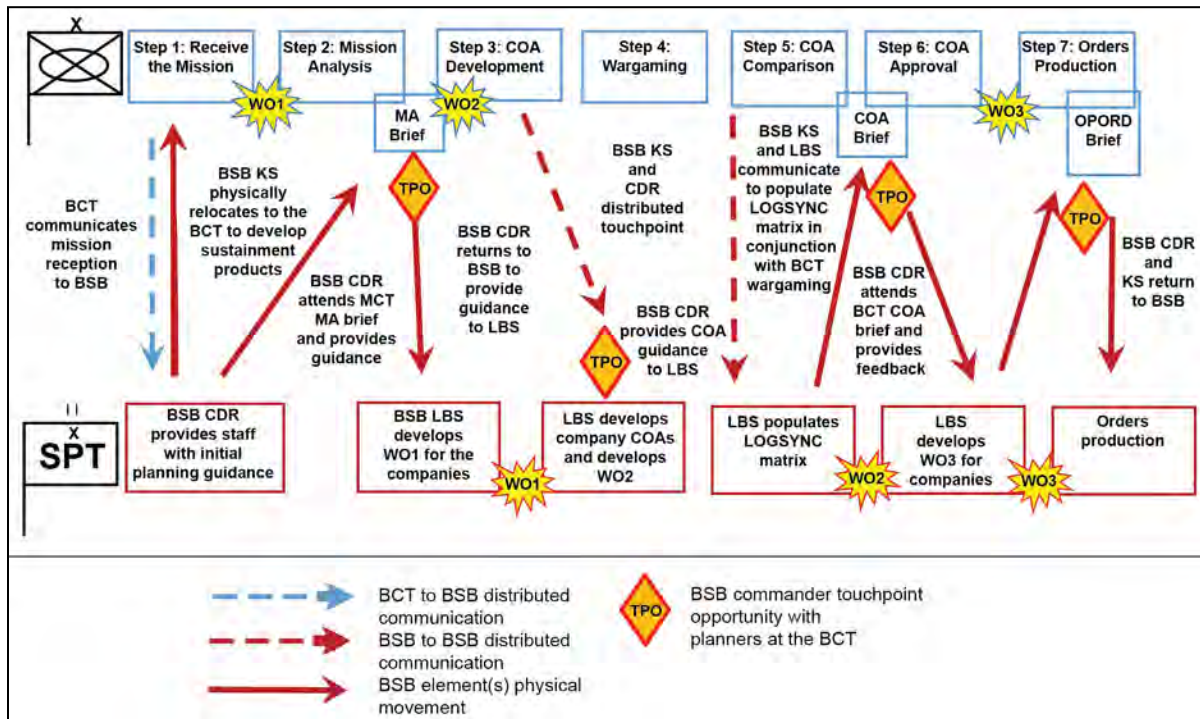 X
Step 1: Receive
the Mission
Step 2: Mission
Analysis
Step 3: COA
Development
Step 4:
Wargaming
Step 5: COA
Comparison
Step 6: COA
Approval
Step 7: Orders
Production
WO1
WO2
WO3
MA
Brief
COA
Brief
OPORD
Brief
TPO
TPO
TPO
TPO
BCT
communicates
mission
reception
to BSB
BSB KS
physically
relocates to the
BCT to develop
sustainment
products
BSB CDR
attends MCT
MA brief
and provides
guidance
BSB CDR
returns to
BSB to
provide
guidance
to LBS
BSB KS
and
CDR
distributed
touchpoint
BSB CDR
provides COA
guidance
to LBS
BSB KS
and LBS
communicate
to populate
LOGSYNC
matrix in
conjunction
with BCT
wargaming
BSB CDR
attends
BCT COA
brief and
provides
feedback
BSB CDR
and
KS return
to BSB
II
X
SPT
BSB CDR
provides staff
with initial
planning guidance
BSB LBS
develops
WO1 for the
companies
WO1
LBS develops
company COAs
and develops
WO2
LBS populates
LOGSYNC
matrix
WO2
LBS
develops
WO3 for
companies
WO3
Orders
production
BCT to BSB distributed
communication
BSB to BSB distributed
communication
BSB element(s) physical
movement
TPO
BSB commander touchpoint
opportunity with
planners at the BCT